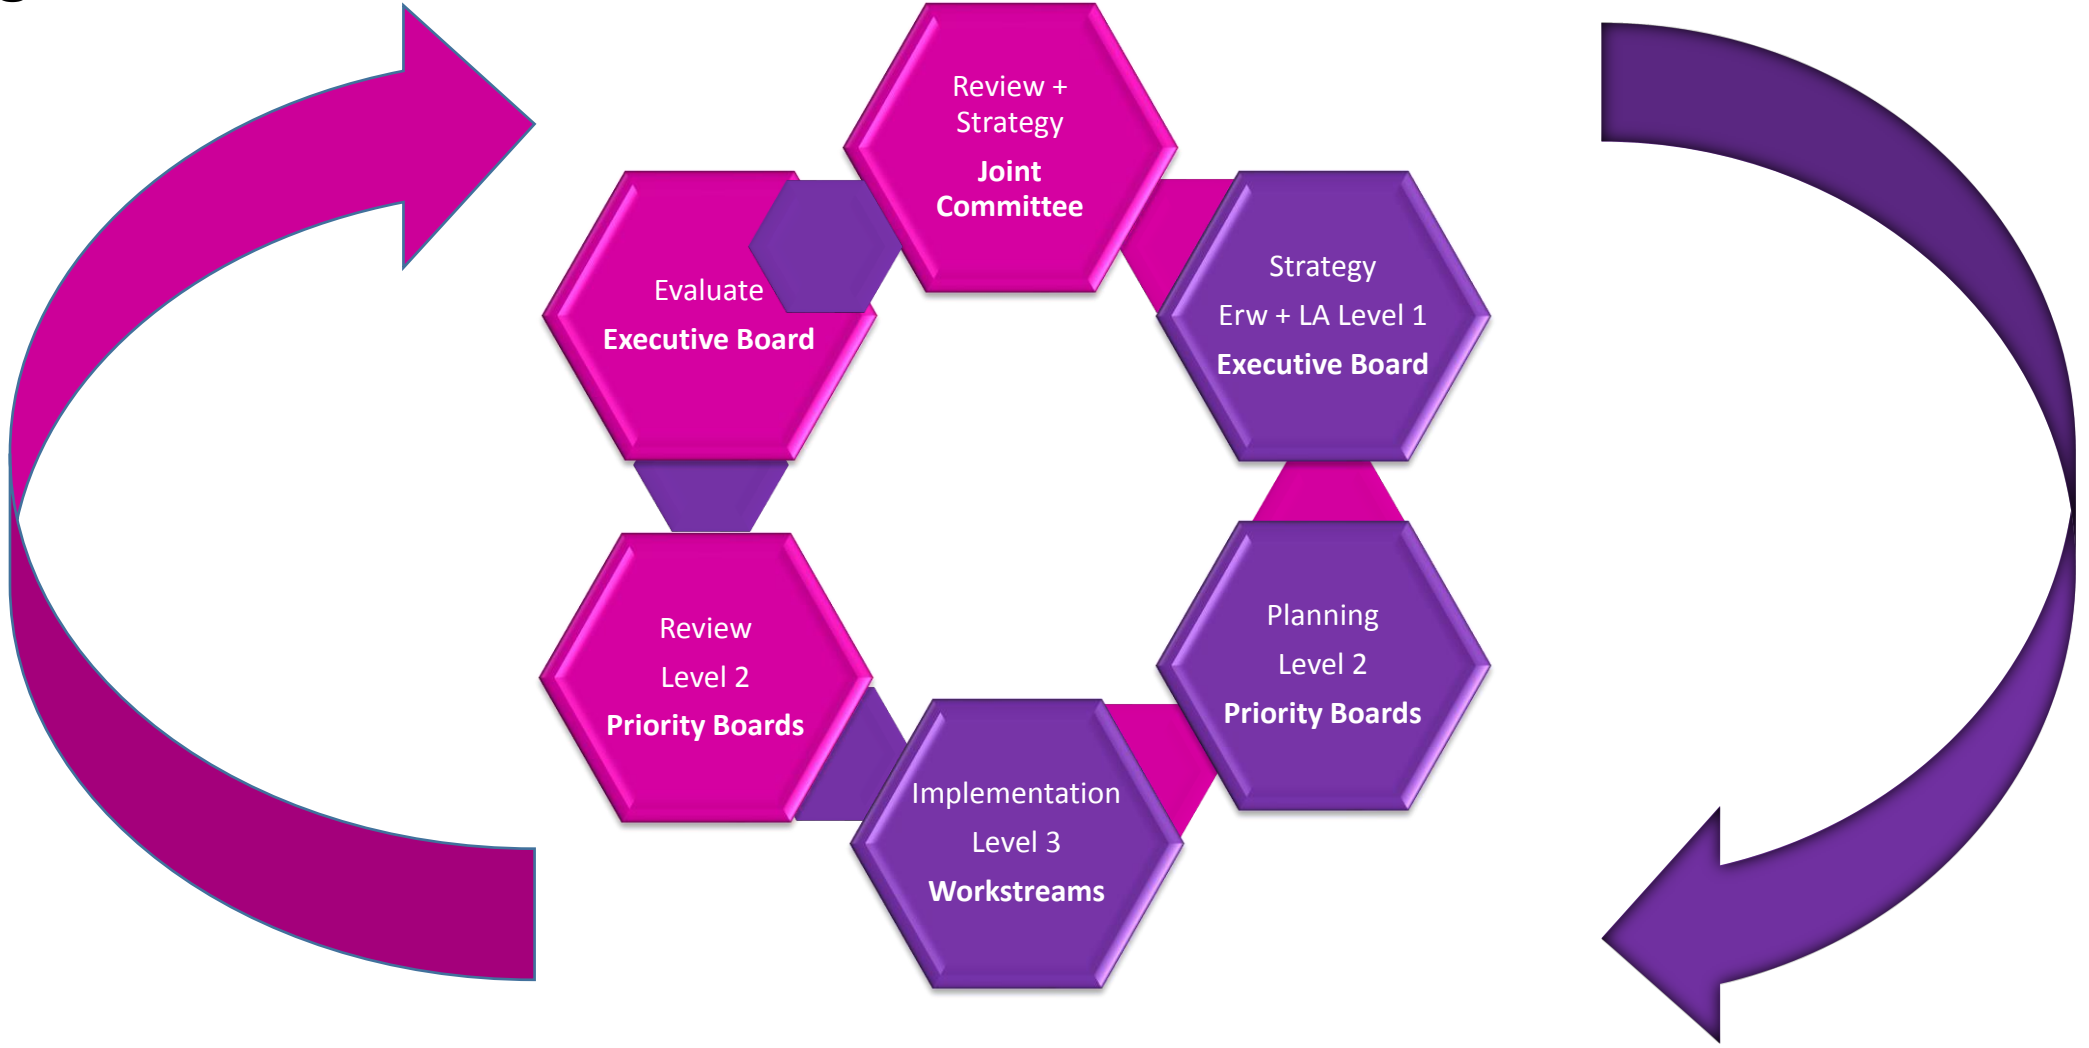 Review +
Strategy
Joint
Committee
Strategy
Erw + LA Level 1
Executive Board
Planning
Level 2
Priority Boards
Implementation
Level 3
Workstreams
Review
Level 2
Priority Boards
Evaluate
Executive Board